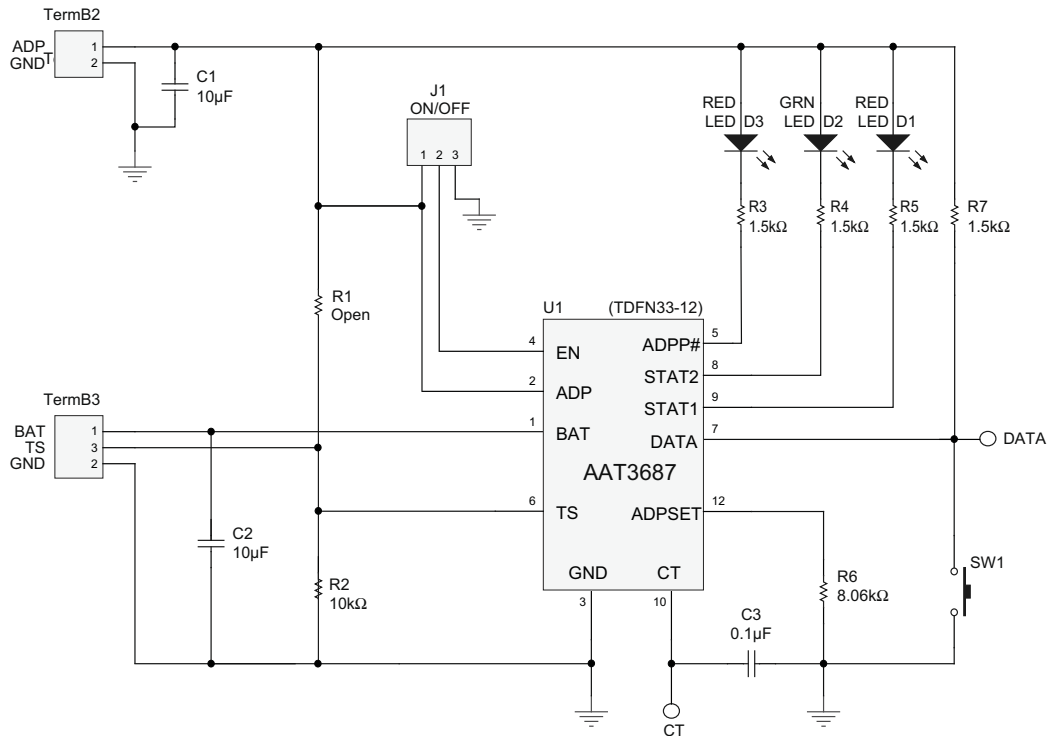 TermB2
ADP
GND
T
1
2
C1
10µF
J1
ON/OFF
1 2 3
RED
LED D3
GRN
LED D2
RED
LED D1
R3
1.5kΩ
R4
1.5kΩ
R5
1.5kΩ
R7
1.5kΩ
R1
Open
U1
(TDFN33-12)
4
EN
2
ADP
1
BAT
6
TS
5
ADPP#
8
STAT2
9
STAT1
7
DATA
12
ADPSET
AAT3687
GND
CT
3
10
DATA
TermB3
BAT
TS
GND
1
3
2
C2
10µF
R2
10kΩ
R6
8.06kΩ
SW1
C3
0.1µF
CT